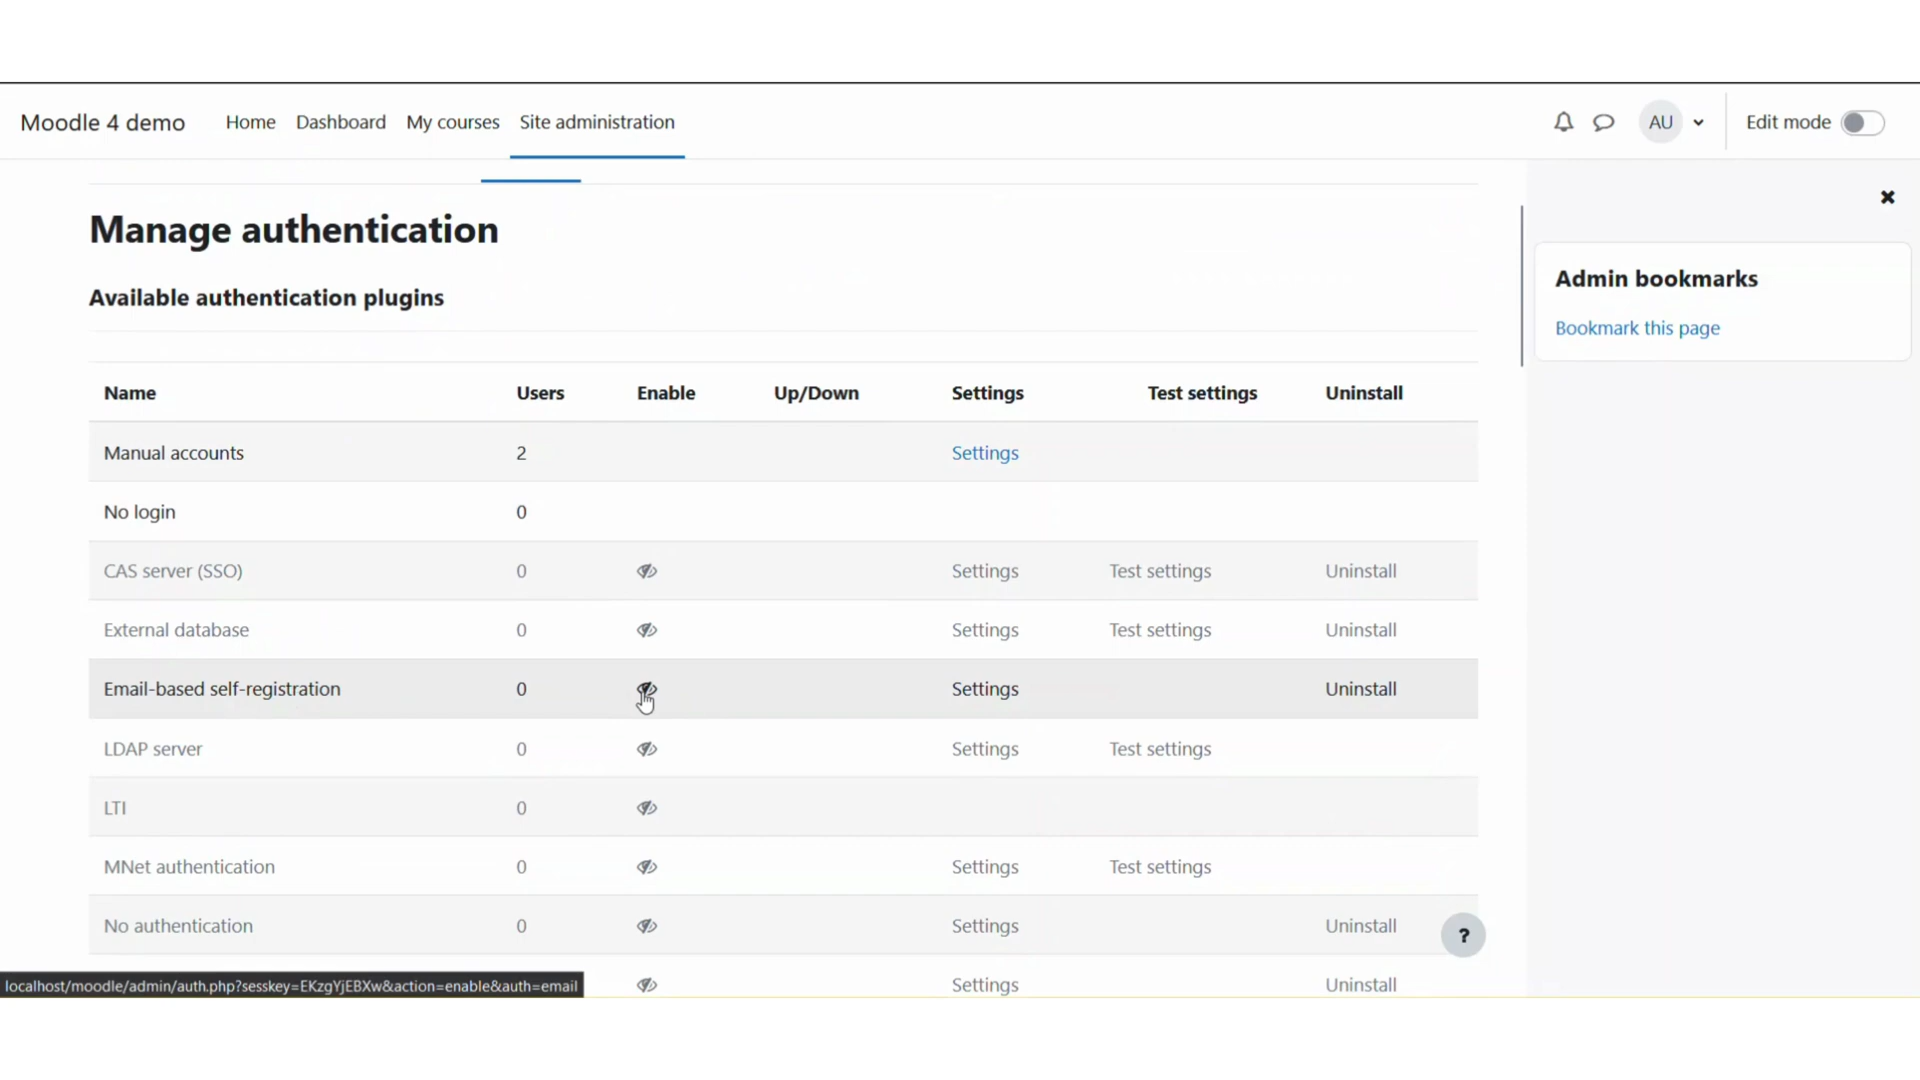 Moodle 4 demo Home Dashboard My courses Site administration AU Edit mode
Manage authentication
Available authentication plugins
Admin bookmarks
Bookmark this page
Name Users Enable Up/Down Settings Test settings Uninstall
Manual accounts 2 Settings
No login 0
CAS server (SSO) 0 Settings Test settings Uninstall
External database 0 Settings Test settings Uninstall
Email-based self-registration 0 Settings Uninstall
LDAP server 0 Settings Test settings
LTI 0
MNet authentication 0 Settings Test settings
No authentication 0 Settings Uninstall
?
Settings Uninstall
localhost/moodle/admin/auth.php?sesskey=EKzgYjEBXw&action=enable&auth=email